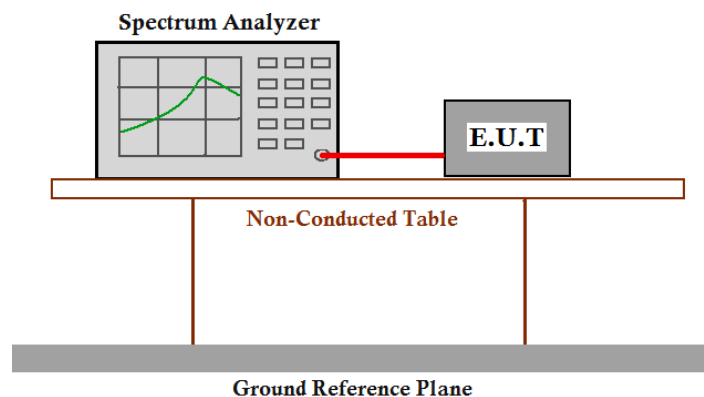 Spectrum Analyzer
E.U.T
Non-Conducted Table
Ground Reference Plane